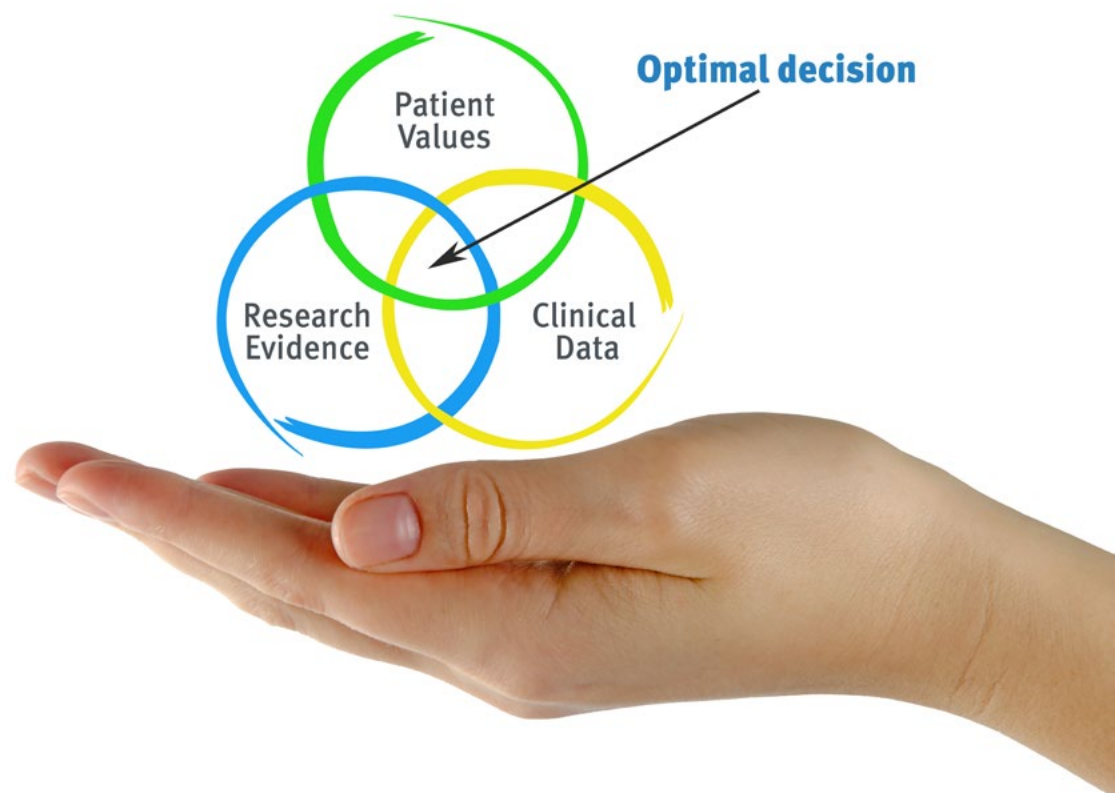 Optimal decision
Patient
Values
Research
Evidence
Clinical
Data